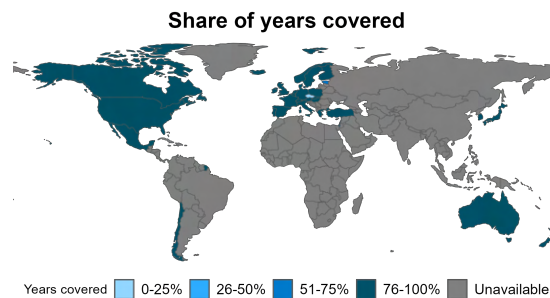 Share of years covered
Years covered 0-25% 26-50% 51-75% 76-100% Unavailable